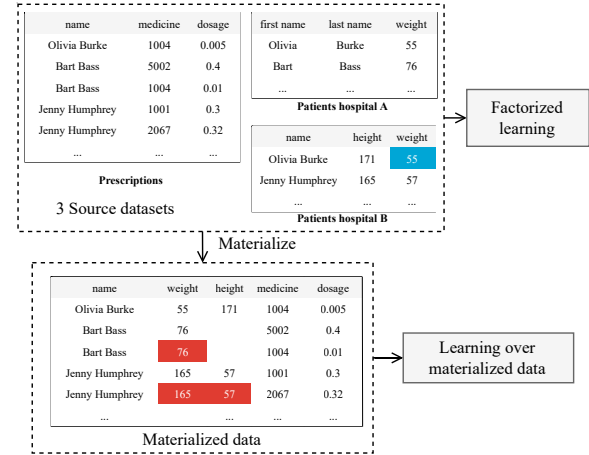 name medicine dosage
Olivia Burke 1004 0.005
Bart Bass 5002 0.4
Bart Bass 1004 0.01
Jenny Humphrey 1001 0.3
Jenny Humphrey 2067 0.32
... ... ...
Prescriptions
3 Source datasets
first name last name weight
Olivia Burke 55
Bart Bass 76
... ... ...
Patients hospital A
name height weight
Olivia Burke 171 55
Jenny Humphrey 165 57
... ... ...
Patients hospital B
Factorized
learning
Materialize
name weight height medicine dosage
Olivia Burke 55 171 1004 0.005
Bart Bass 76 5002 0.4
Bart Bass 76 1004 0.01
Jenny Humphrey 165 57 1001 0.3
Jenny Humphrey 165 57 2067 0.32
... ... ... ...
Materialized data
Learning over
materialized data